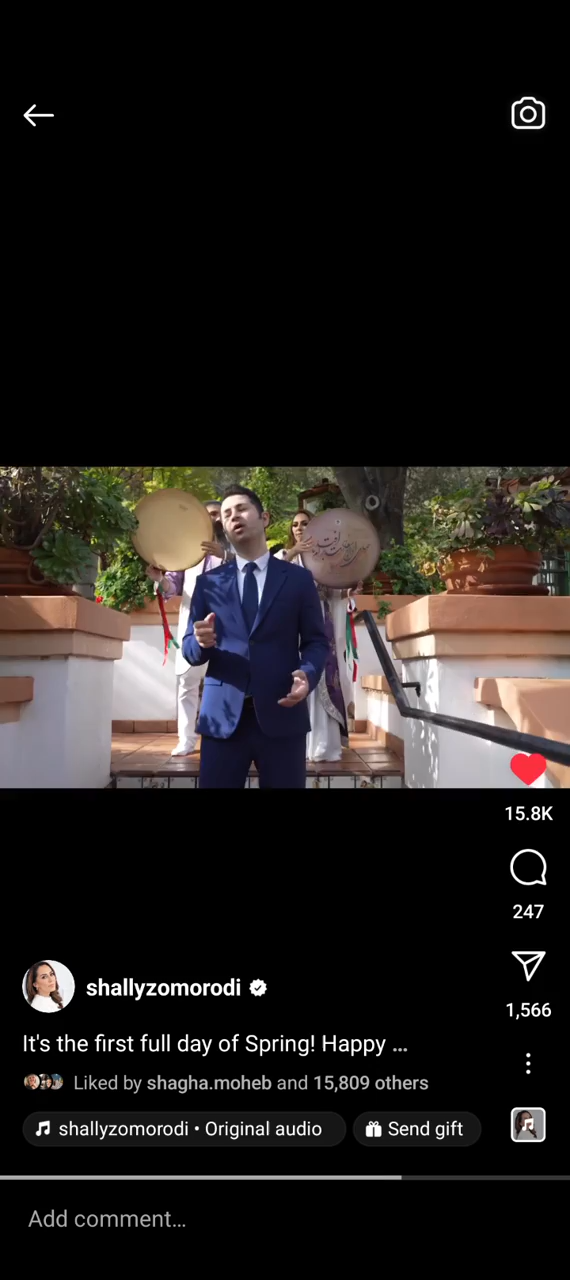 15.8K
247
1,566
shallyzomorodi
It's the first full day of Spring! Happy ...
Liked by shagha.moheb and 15,809 others
shallyzomorodi • Original audio
Send gift
Add comment...